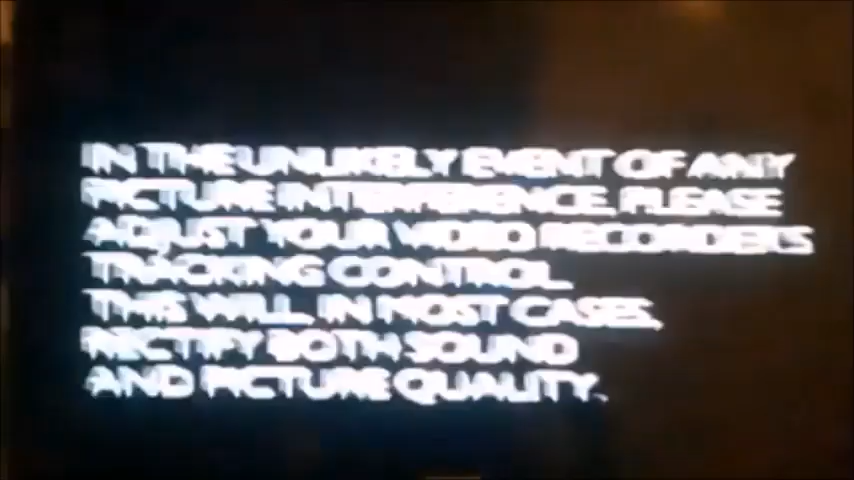 IN THE UNLIKELY EVENT OF ANY
PICTURE INTERFERENCE, PLEASE
ADJUST YOUR VIDEO RECORDER'S
TRACKING CONTROL.
THIS WILL, IN MOST CASES,
RECTIFY BOTH SOUND
AND PICTURE QUALITY.